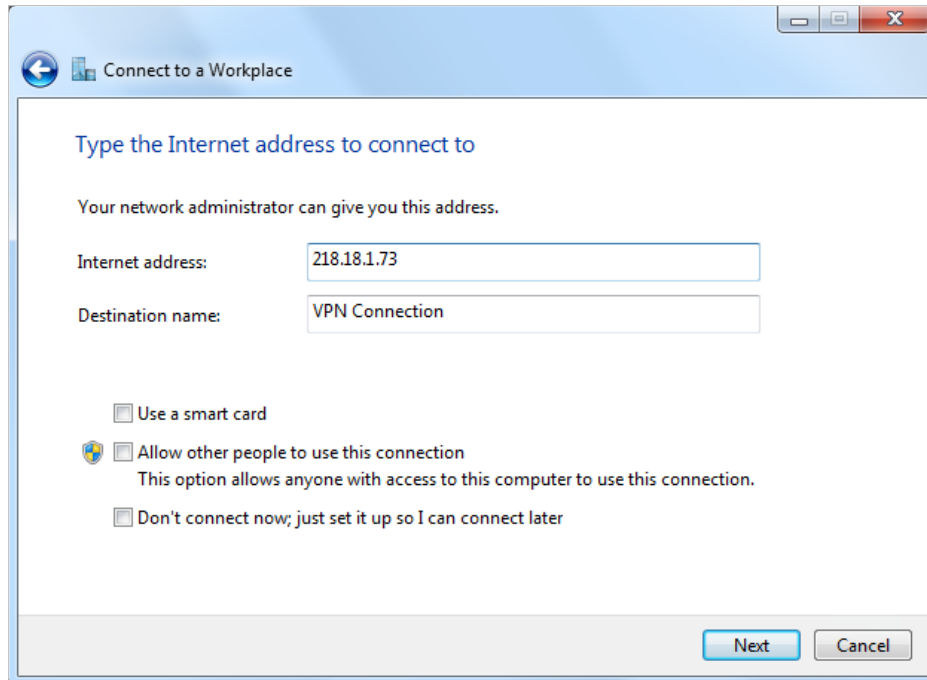 Connect to a Workplace
Type the Internet address to connect to
Your network administrator can give you this address.
Internet address: 218.18.1.73
Destination name: VPN Connection
Use a smart card
Allow other people to use this connection
This option allows anyone with access to this computer to use this connection.
Don't connect now; just set it up so I can connect later
Next Cancel